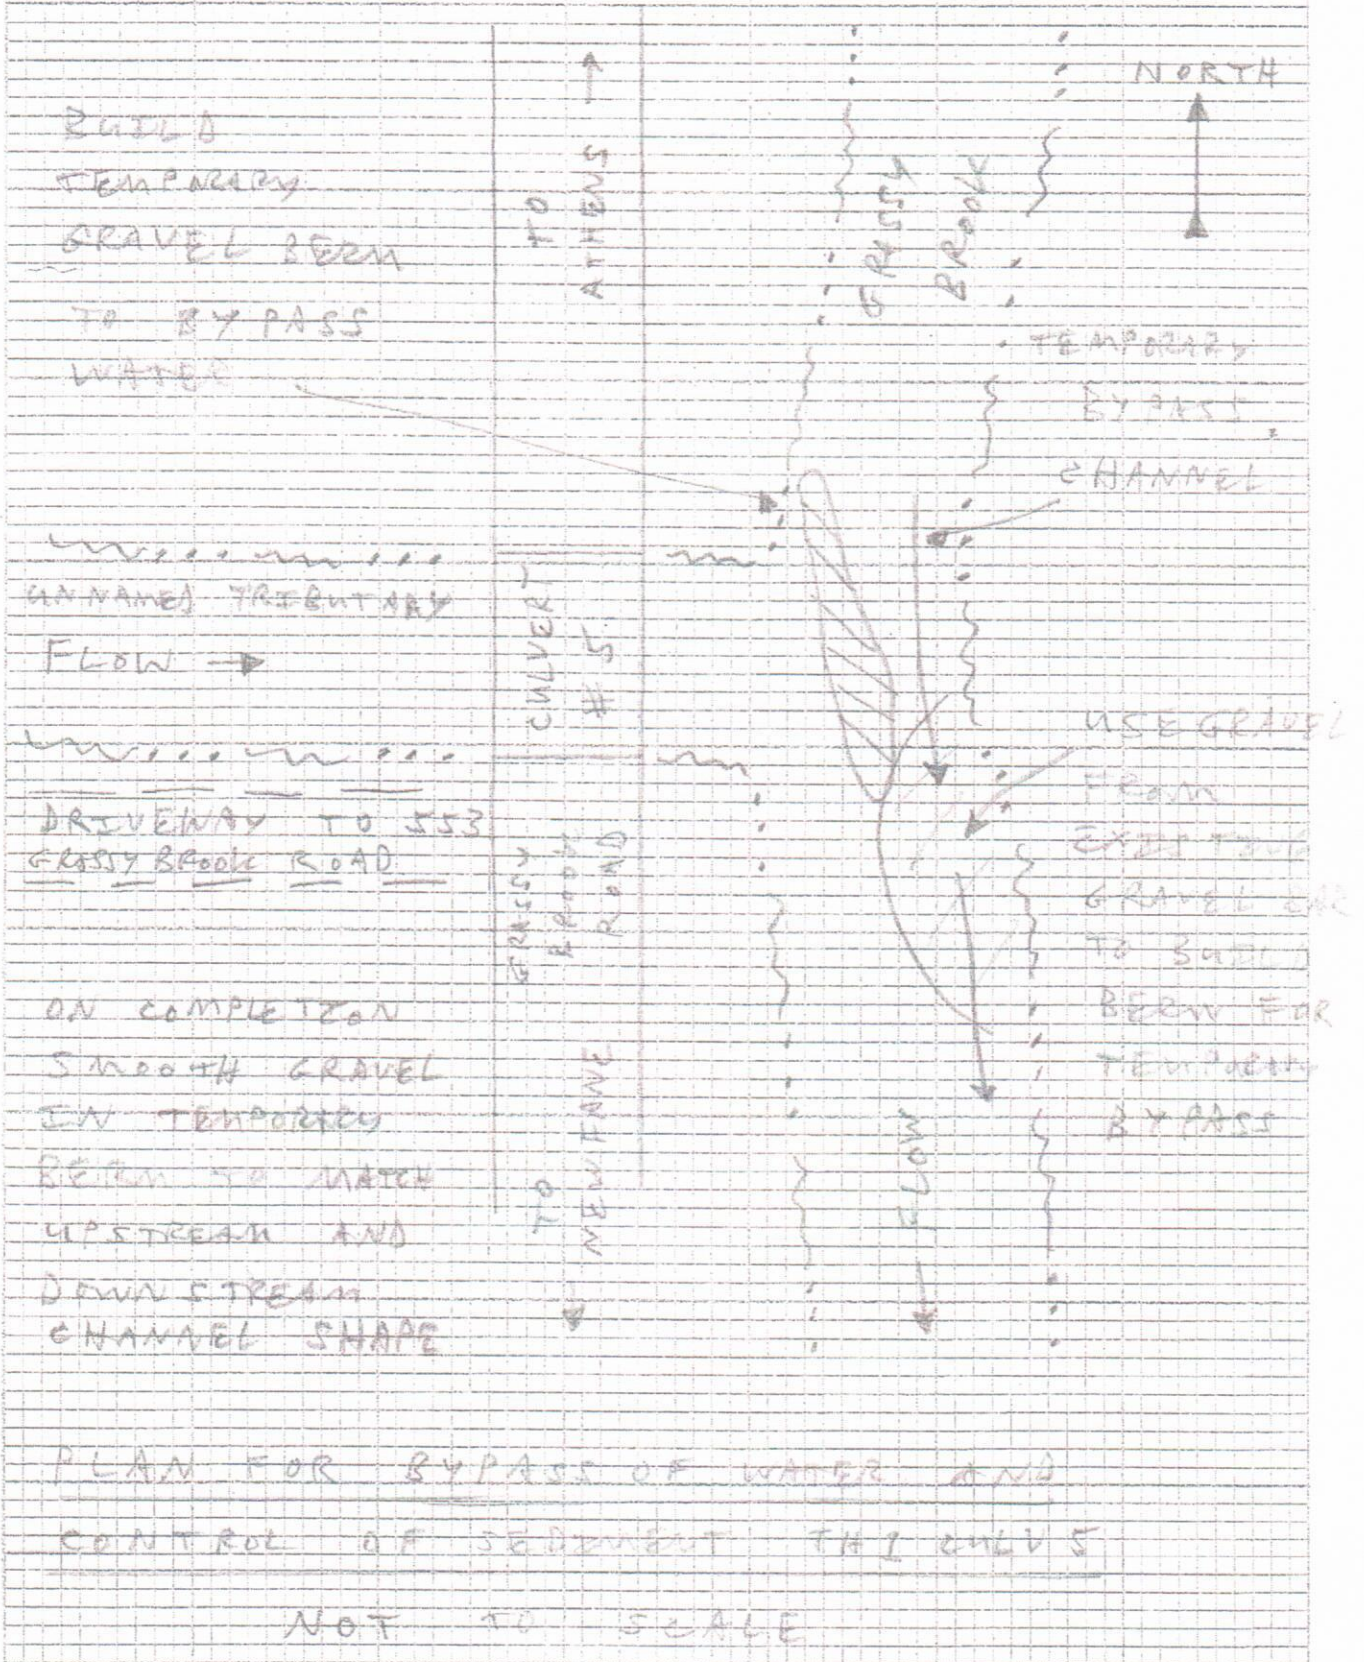 NORTH
BUILD
TEMPORARY
GRAVEL BERM
TO BYPASS
WATER
TO
ATHENS
GRASSY
BROOK
TEMPORARY
BYPASS
CHANNEL
UNNAMED TRIBUTARY
FLOW
CULVERT
# 5
USE GRAVEL
FROM
EXISTING
GRAVEL BAR
TO BUILD
BERM FOR
TEMPORARY
BYPASS
DRIVEWAY TO 553
GRASSY BROOK ROAD
GRASSY
BROOK
ROAD
ON COMPLETION
SMOOTH GRAVEL
IN TEMPORARY
BERM TO MATCH
UPSTREAM AND
DOWNSTREAM
CHANNEL SHAPE
TO
NEWFANE
FLOW
PLAN FOR BYPASS OF WATER AND
CONTROL OF SEDIMENT TH1 CULV 5
NOT TO SCALE